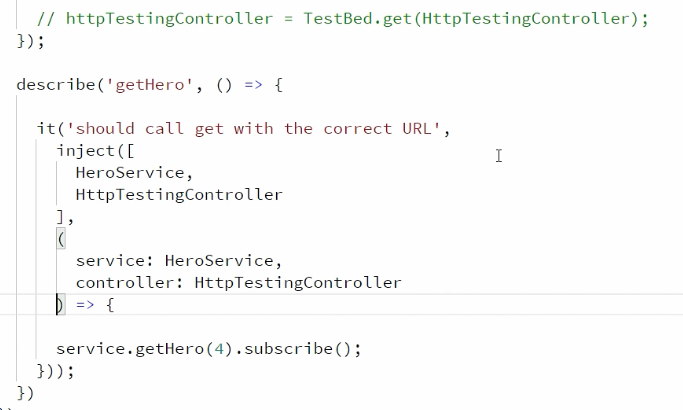 // httpTestingController = TestBed.get(HttpTestingController);
});
describe('getHero', () => {
it('should call get with the correct URL',
inject([
HeroService,
HttpTestingController
],
(
service: HeroService,
controller: HttpTestingController
) => {
service.getHero(4).subscribe();
}));
})